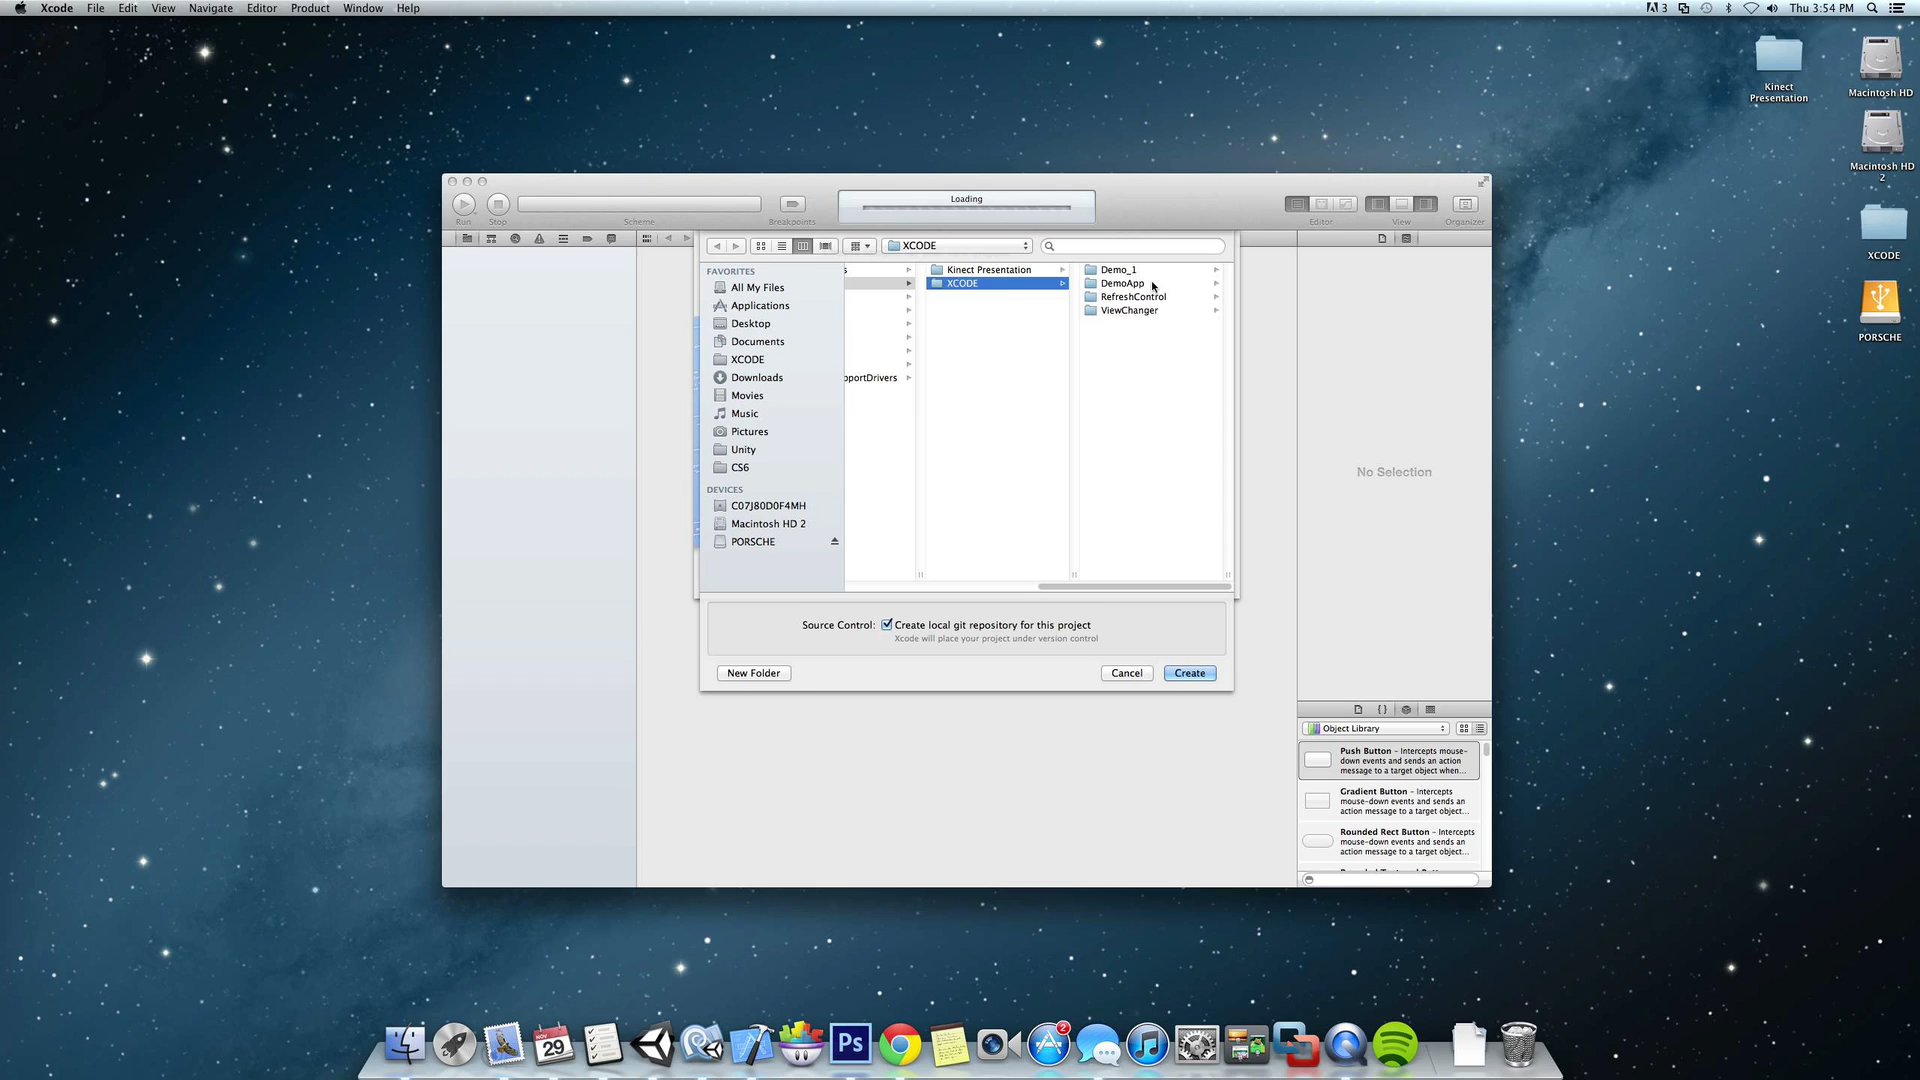 Xcode File Edit View Navigate Editor Product Window Help
3 Thu 3:54 PM
Kinect
Presentation
Macintosh HD
Macintosh HD
2
XCODE
PORSCHE
Loading
Run Stop Scheme Breakpoints Editor View Organizer
XCODE
FAVORITES
All My Files
Applications
Desktop
Documents
XCODE
Downloads
Movies
Music
Pictures
Unity
CS6
DEVICES
C07J80D0F4MH
Macintosh HD 2
PORSCHE
s
pportDrivers
Kinect Presentation
XCODE
Demo_1
DemoApp
RefreshControl
ViewChanger
Source Control: Create local git repository for this project
Xcode will place your project under version control
New Folder Cancel Create
No Selection
{}
Object Library
Push Button - Intercepts mouse-
down events and sends an action
message to a target object when...
Gradient Button - Intercepts
mouse-down events and sends an
action message to a target object...
Rounded Rect Button - Intercepts
mouse-down events and sends an
action message to a target object...
NOV
29
Ps
2